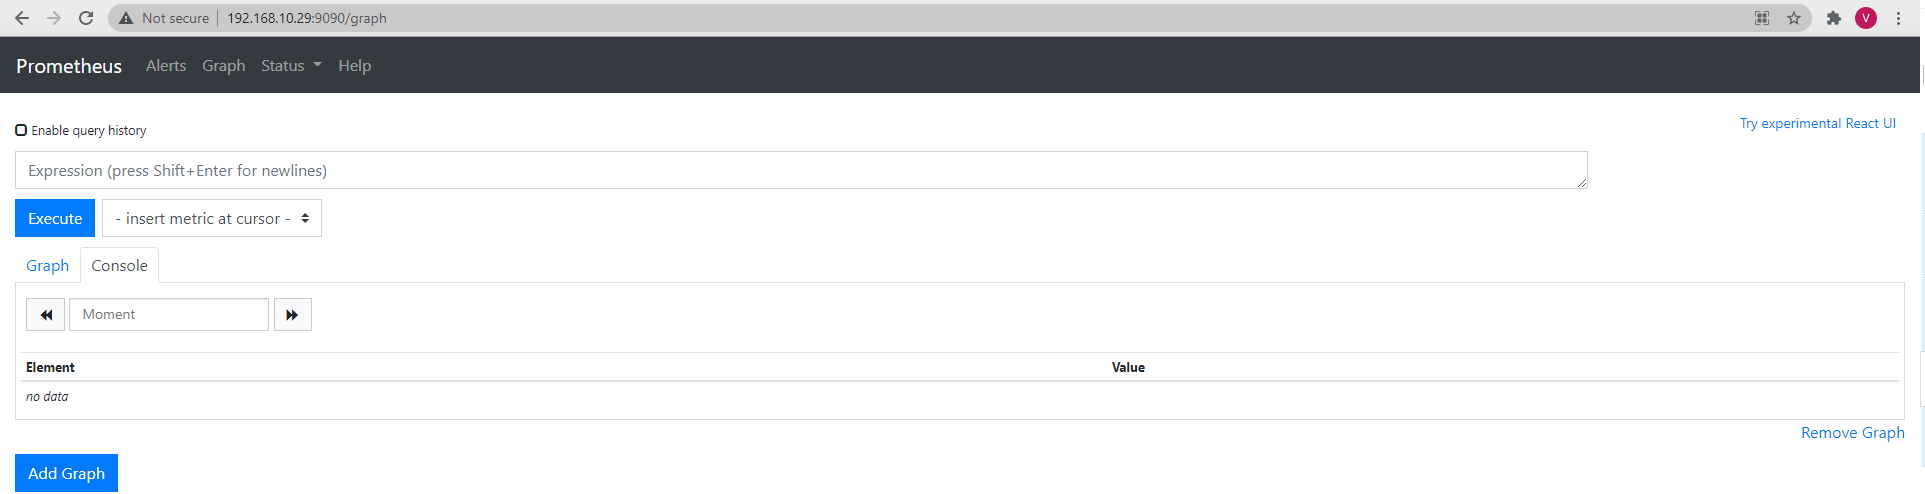 Not secure 192.168.10.29:9090/graph V
Prometheus Alerts Graph Status Help
Enable query history
Try experimental React UI
Expression (press Shift+Enter for newlines)
Execute - insert metric at cursor -
Graph Console
Moment
Element Value
no data
Remove Graph
Add Graph